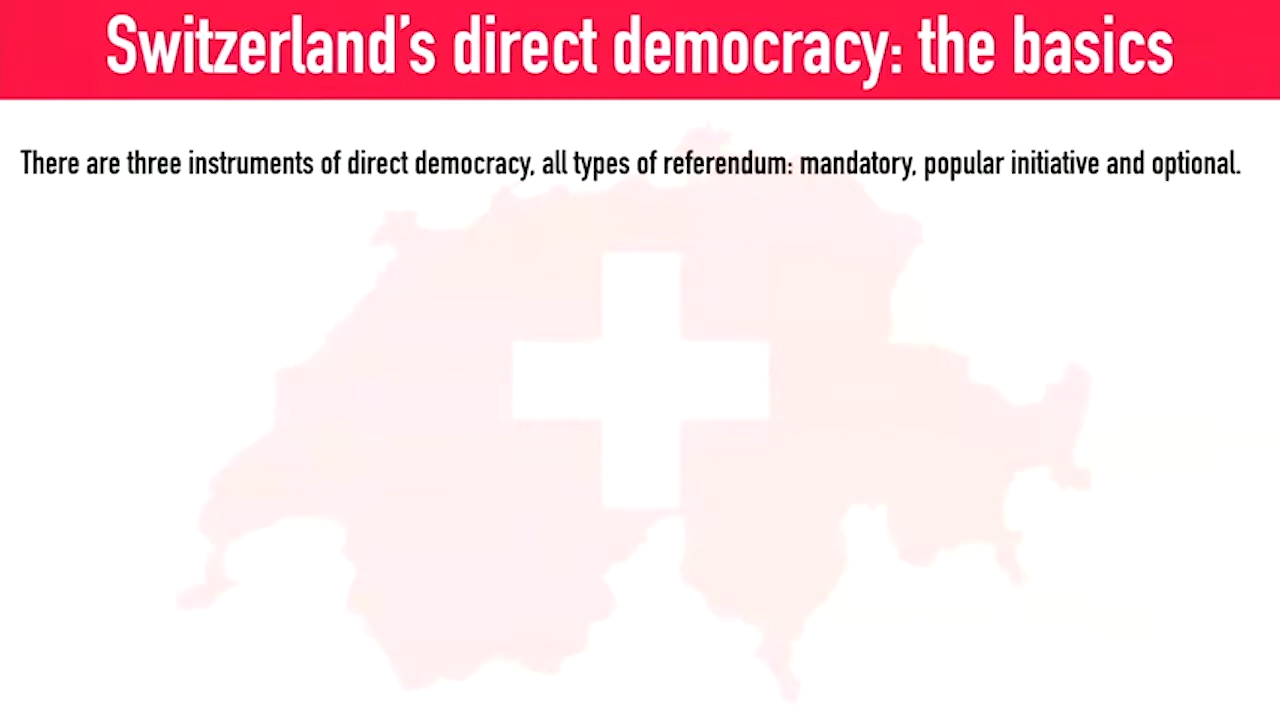 Switzerland’s direct democracy: the basics
There are three instruments of direct democracy, all types of referendum: mandatory, popular initiative and optional.